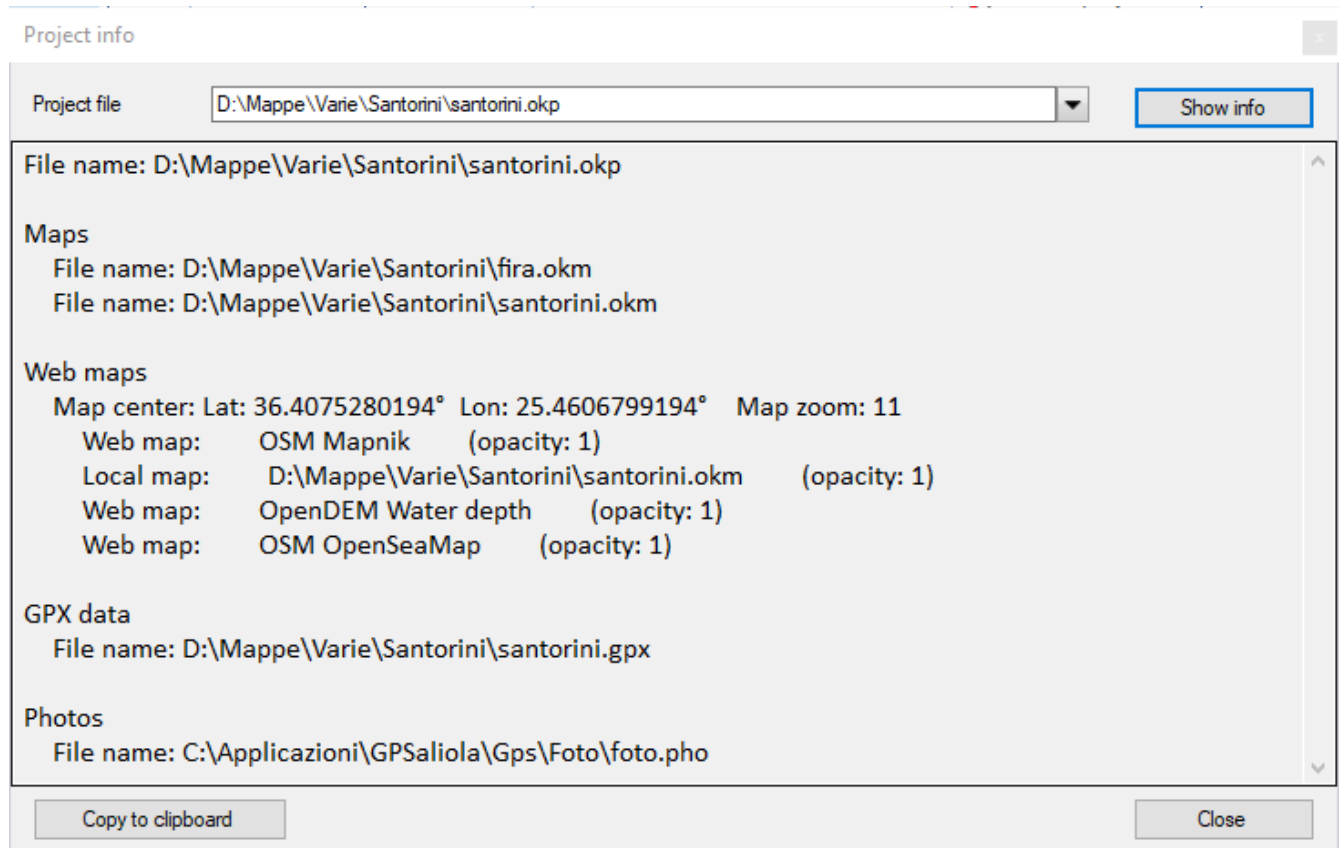 Project info
x
Project file D:\Mappe\Varie\Santorini\santorini.okp Show info
File name: D:\Mappe\Varie\Santorini\santorini.okp
Maps
File name: D:\Mappe\Varie\Santorini\fira.okm
File name: D:\Mappe\Varie\Santorini\santorini.okm
Web maps
Map center: Lat: 36.4075280194° Lon: 25.4606799194° Map zoom: 11
Web map: OSM Mapnik (opacity: 1)
Local map: D:\Mappe\Varie\Santorini\santorini.okm (opacity: 1)
Web map: OpenDEM Water depth (opacity: 1)
Web map: OSM OpenSeaMap (opacity: 1)
GPX data
File name: D:\Mappe\Varie\Santorini\santorini.gpx
Photos
File name: C:\Applicazioni\GPSaliola\Gps\Foto\foto.pho
Copy to clipboard Close